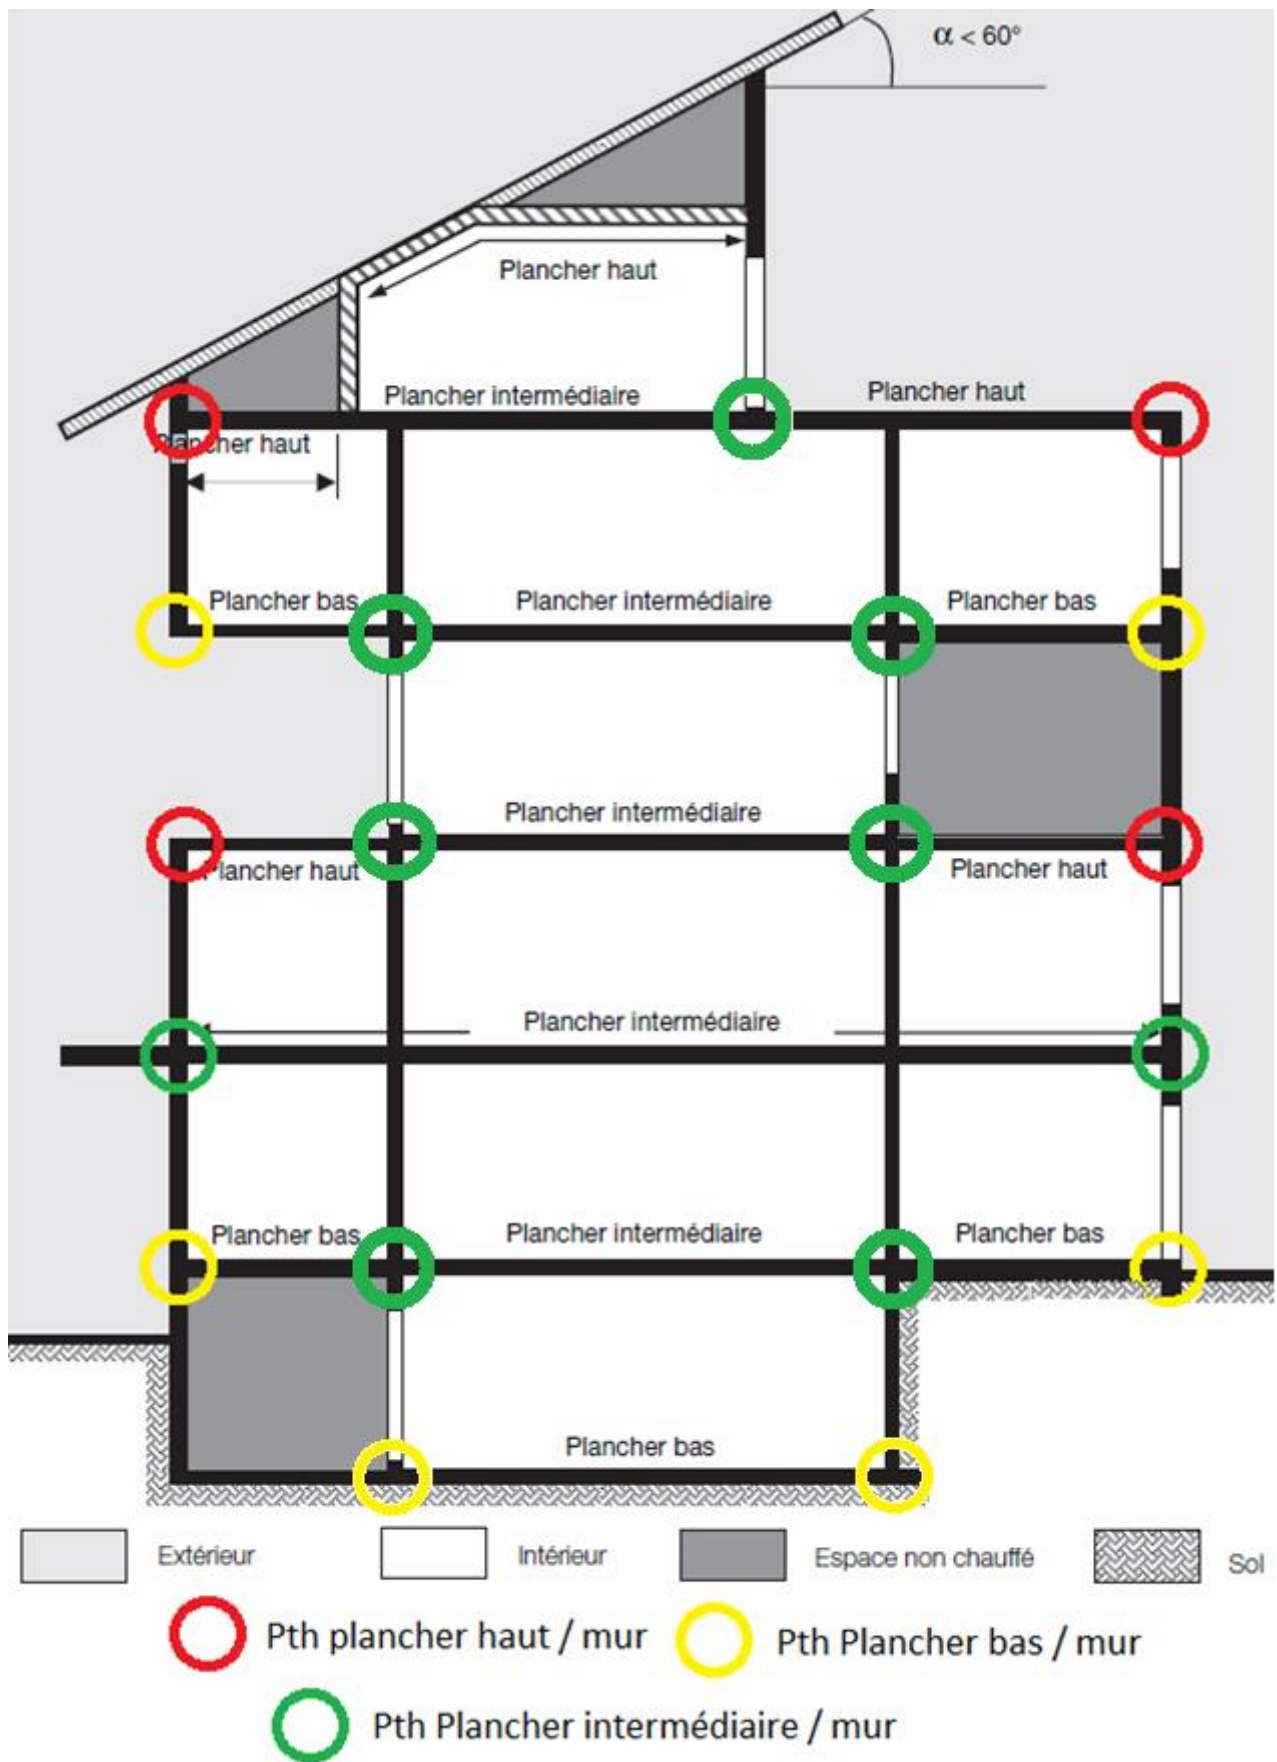 α < 60°
Plancher haut
Plancher intermédiaire
Plancher haut
Plancher haut
Plancher bas
Plancher intermédiaire
Plancher bas
Plancher intermédiaire
Plancher haut
Plancher haut
Plancher intermédiaire
Plancher bas
Plancher intermédiaire
Plancher bas
Plancher bas
Extérieur
Intérieur
Espace non chauffé
Sol
Pth plancher haut / mur
Pth Plancher bas / mur
Pth Plancher intermédiaire / mur